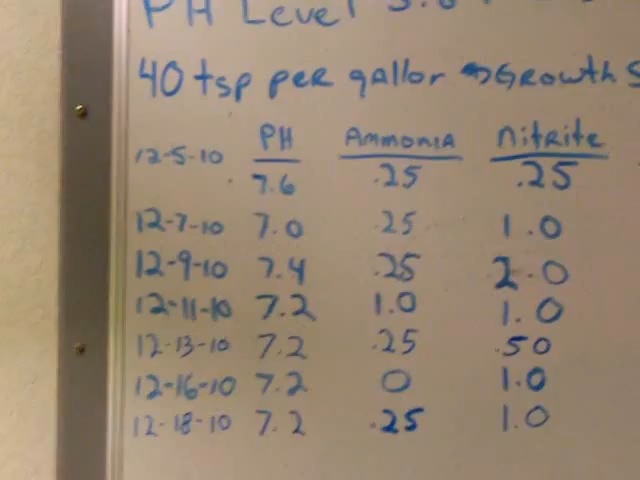 PH Level
40 tsp per gallon → Growth
PH Ammonia Nitrite
12-5-10 7.6 .25 .25
12-7-10 7.0 .25 1.0
12-9-10 7.4 .25 2.0
12-11-10 7.2 1.0 1.0
12-13-10 7.2 .25 .50
12-16-10 7.2 0 1.0
12-18-10 7.2 .25 1.0